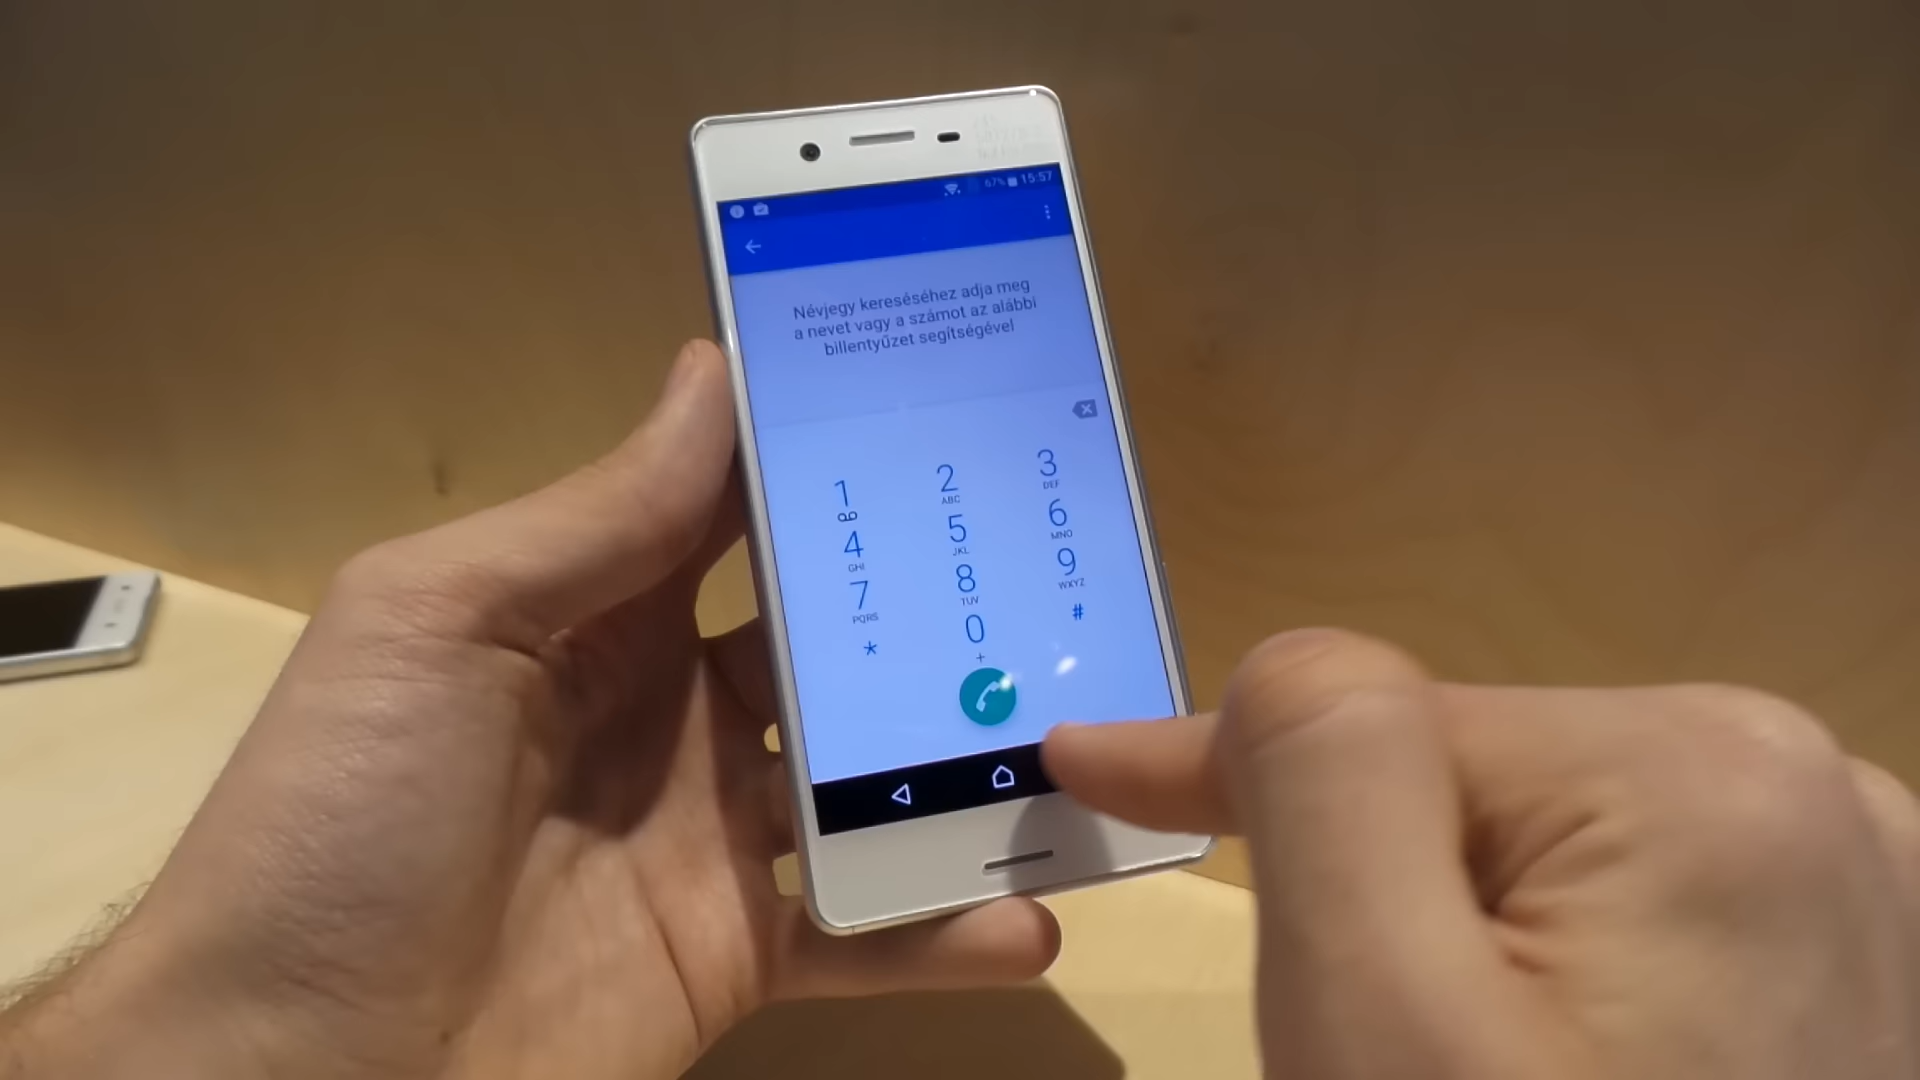 67% 15:57
Névjegy kereséséhez adja meg
a nevet vagy a számot az alábbi
billentyűzet segítségével
1 2 3
ABC DEF
4 5 6
GHI JKL MNO
7 8 9
PQRS TUV WXYZ
* 0 #
+